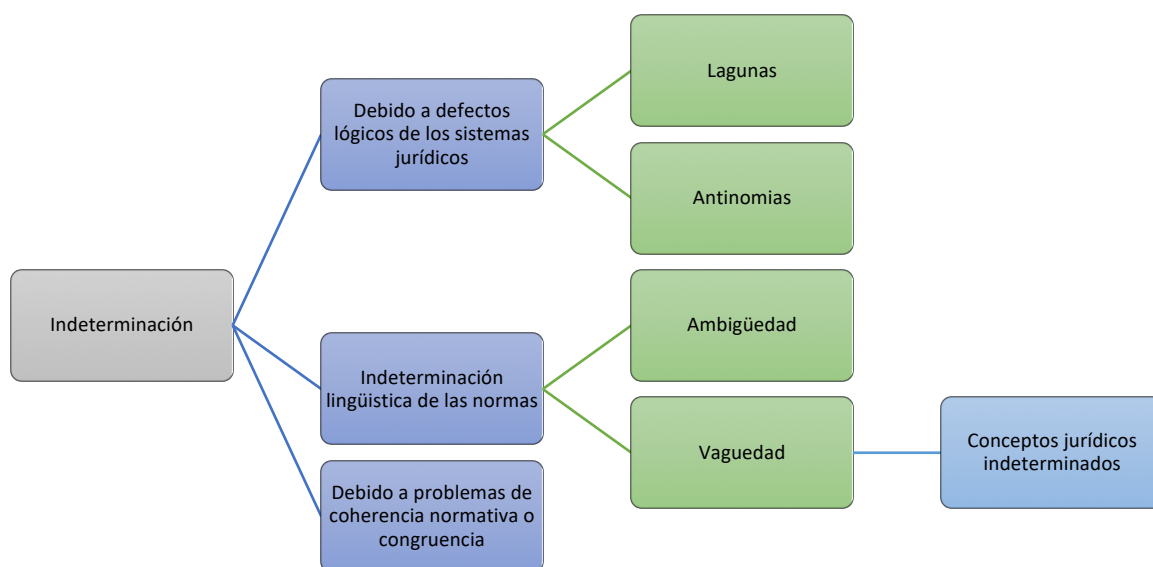 Lagunas
Debido a defectos
lógicos de los sistemas
jurídicos
Antinomias
Indeterminación
Ambigüedad
Indeterminación
lingüistica de las normas
Vaguedad
Conceptos jurídicos
indeterminados
Debido a problemas de
coherencia normativa o
congruencia